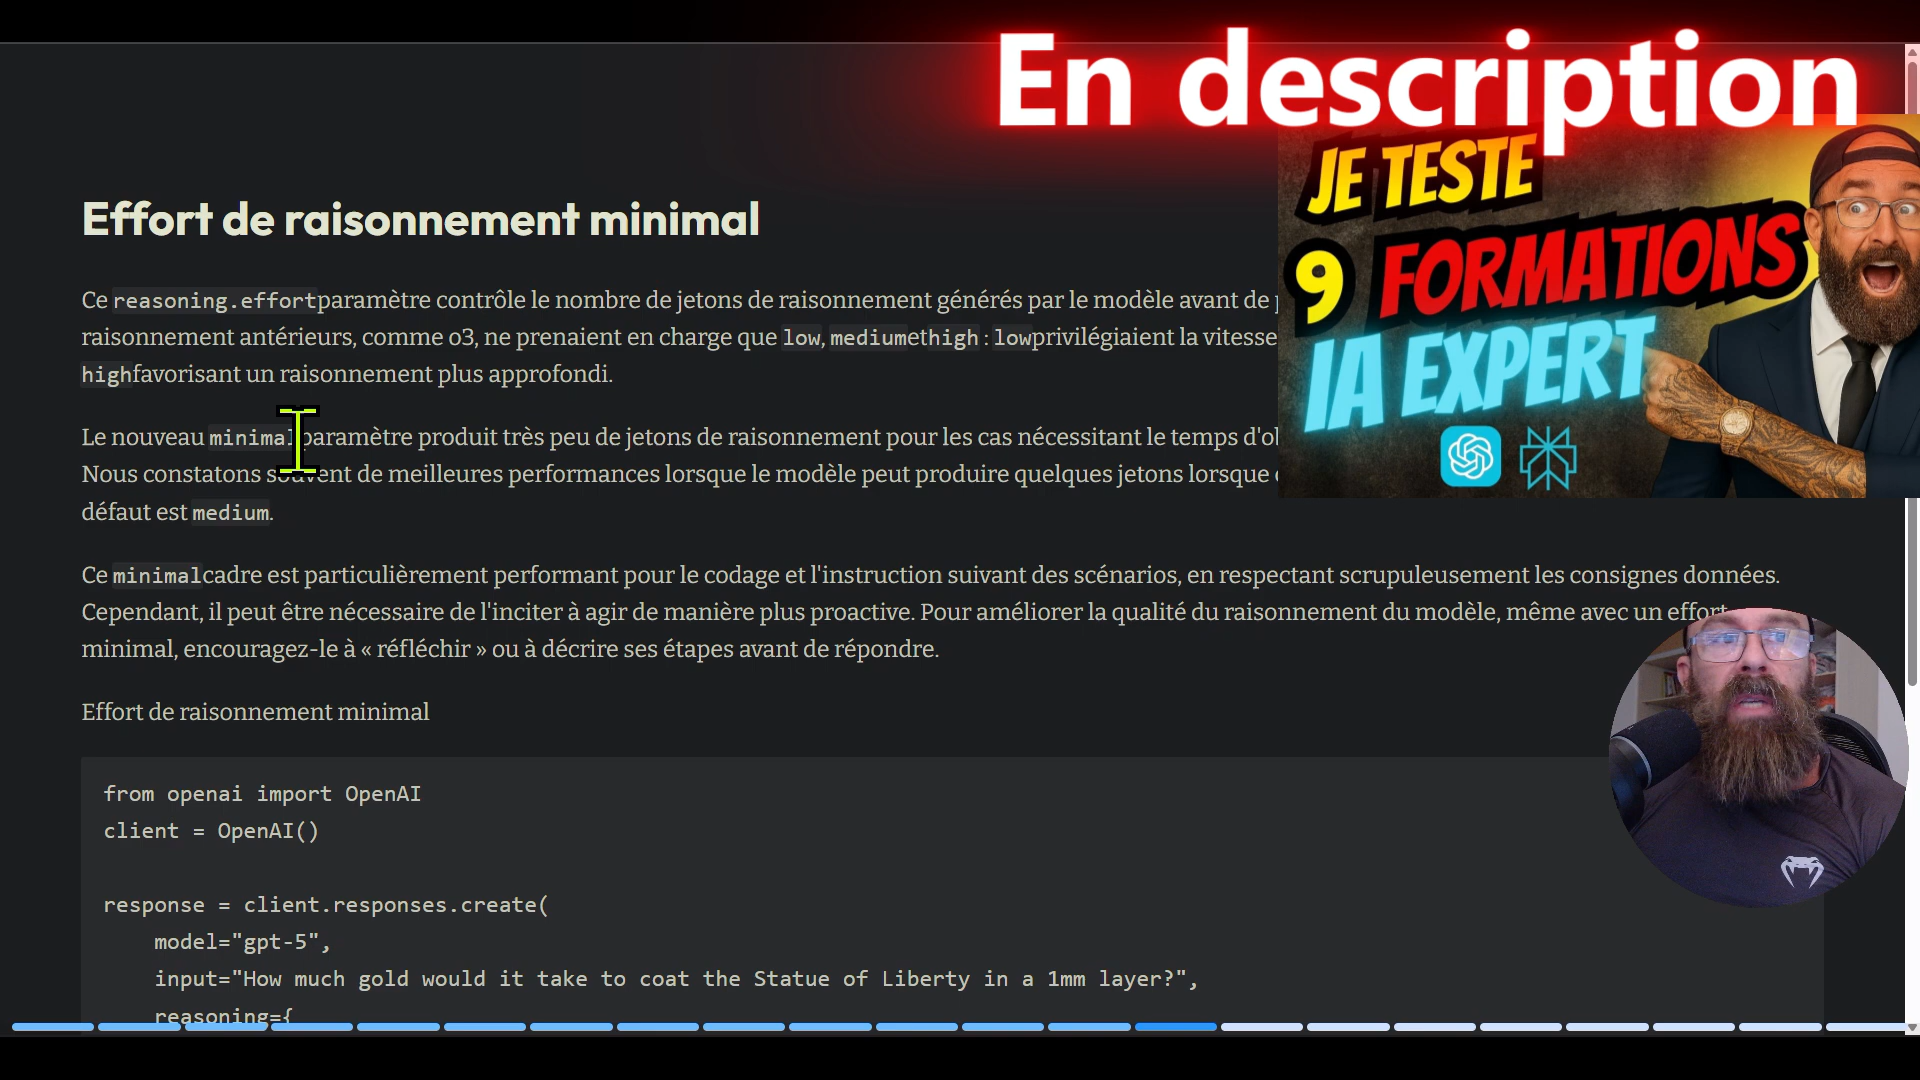 En description
JE TESTE
9 FORMATIONS
IA EXPERT
Effort de raisonnement minimal
Ce reasoning.effortparamètre contrôle le nombre de jetons de raisonnement générés par le modèle avant de
raisonnement antérieurs, comme o3, ne prenaient en charge que low, mediumethigh : lowprivilégiaient la vitesse
highfavorisant un raisonnement plus approfondi.
Le nouveau minimalparamètre produit très peu de jetons de raisonnement pour les cas nécessitant le temps
Nous constatons souvent de meilleures performances lorsque le modèle peut produire quelques jetons lorsque
défaut est medium.
Ce minimalcadre est particulièrement performant pour le codage et l'instruction suivant des scénarios, en respectant scrupuleusement les consignes données.
Cependant, il peut être nécessaire de l'inciter à agir de manière plus proactive. Pour améliorer la qualité du raisonnement du modèle, même avec un effort
minimal, encouragez-le à « réfléchir » ou à décrire ses étapes avant de répondre.
Effort de raisonnement minimal
from openai import OpenAI
client = OpenAI()
response = client.responses.create(
model="gpt-5",
input="How much gold would it take to coat the Statue of Liberty in a 1mm layer?",
reasoning={